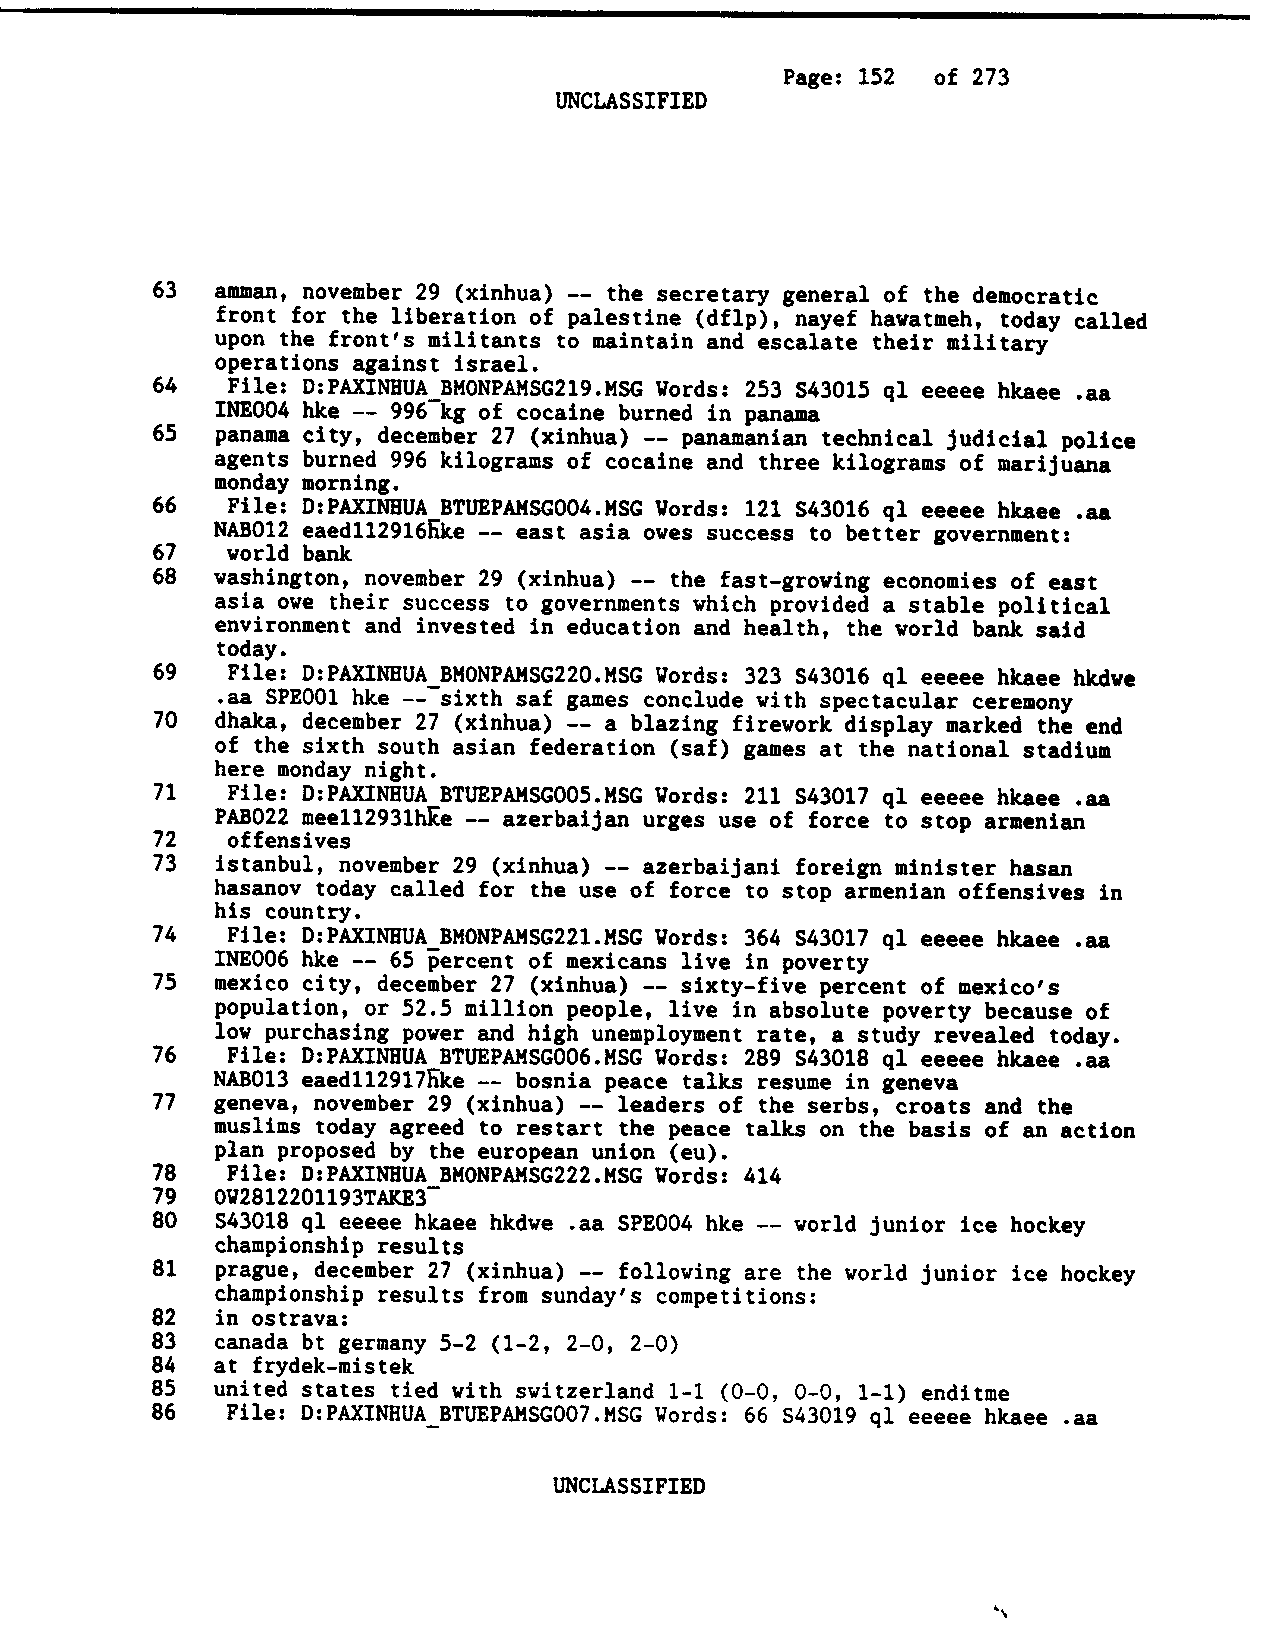 Page: 152 of 273
UNCLASSIFIED
63 amman, november 29 (xinhua) -- the secretary general of the democratic
front for the liberation of palestine (dflp), nayef hawatmeh, today called
upon the front's militants to maintain and escalate their military
operations against israel.
64 File: D:PAXINHUA_BMONPAMSG219.MSG Words: 253 S43015 ql eeeee hkaee .aa
INE004 hke -- 996 kg of cocaine burned in panama
65 panama city, december 27 (xinhua) -- panamanian technical judicial police
agents burned 996 kilograms of cocaine and three kilograms of marijuana
monday morning.
66 File: D:PAXINHUA_BTUEPAMSG004.MSG Words: 121 S43016 ql eeeee hkaee .aa
NAB012 eaed112916hke -- east asia owes success to better government:
67 world bank
68 washington, november 29 (xinhua) -- the fast-growing economies of east
asia owe their success to governments which provided a stable political
environment and invested in education and health, the world bank said
today.
69 File: D:PAXINHUA_BMONPAMSG220.MSG Words: 323 S43016 ql eeeee hkaee hkdwe
.aa SPE001 hke -- sixth saf games conclude with spectacular ceremony
70 dhaka, december 27 (xinhua) -- a blazing firework display marked the end
of the sixth south asian federation (saf) games at the national stadium
here monday night.
71 File: D:PAXINHUA_BTUEPAMSG005.MSG Words: 211 S43017 ql eeeee hkaee .aa
PAB022 meel12931hke -- azerbaijan urges use of force to stop armenian
72 offensives
73 istanbul, november 29 (xinhua) -- azerbaijani foreign minister hasan
hasanov today called for the use of force to stop armenian offensives in
his country.
74 File: D:PAXINHUA_BMONPAMSG221.MSG Words: 364 S43017 ql eeeee hkaee .aa
INE006 hke -- 65 percent of mexicans live in poverty
75 mexico city, december 27 (xinhua) -- sixty-five percent of mexico's
population, or 52.5 million people, live in absolute poverty because of
low purchasing power and high unemployment rate, a study revealed today.
76 File: D:PAXINHUA_BTUEPAMSG006.MSG Words: 289 S43018 ql eeeee hkaee .aa
NAB013 eaed112917hke -- bosnia peace talks resume in geneva
77 geneva, november 29 (xinhua) -- leaders of the serbs, croats and the
muslims today agreed to restart the peace talks on the basis of an action
plan proposed by the european union (eu).
78 File: D:PAXINHUA_BMONPAMSG222.MSG Words: 414
79 OW2812201193TAKE3
80 S43018 ql eeeee hkaee hkdwe .aa SPE004 hke -- world junior ice hockey
championship results
81 prague, december 27 (xinhua) -- following are the world junior ice hockey
championship results from sunday's competitions:
82 in ostrava:
83 canada bt germany 5-2 (1-2, 2-0, 2-0)
84 at frydek-mistek
85 united states tied with switzerland 1-1 (0-0, 0-0, 1-1) enditme
86 File: D:PAXINHUA_BTUEPAMSG007.MSG Words: 66 S43019 ql eeeee hkaee .aa
UNCLASSIFIED